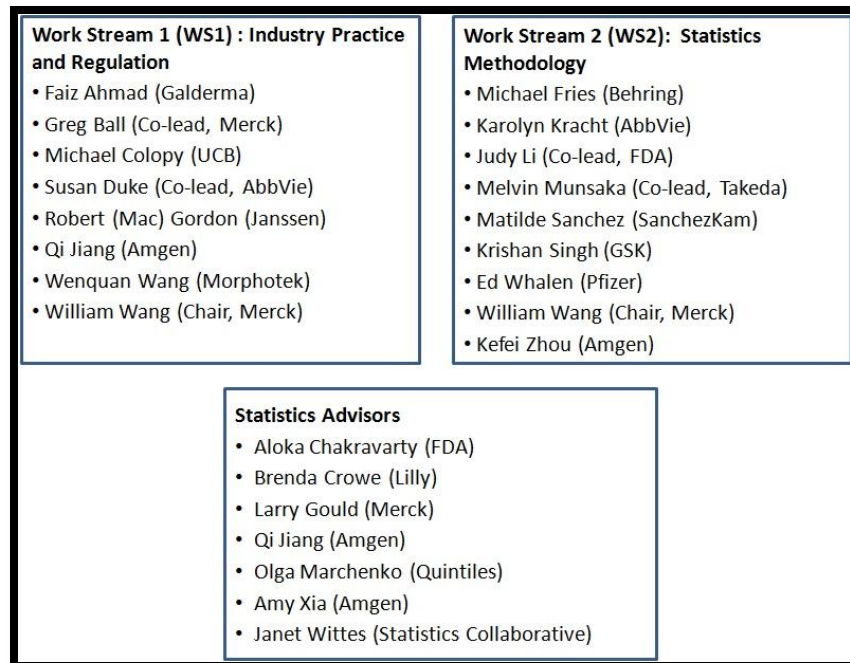 Work Stream 1 (WS1) : Industry Practice
and Regulation
• Faiz Ahmad (Galderma)
• Greg Ball (Co-lead, Merck)
• Michael Colopy (UCB)
• Susan Duke (Co-lead, AbbVie)
• Robert (Mac) Gordon (Janssen)
• Qi Jiang (Amgen)
• Wenquan Wang (Morphotek)
• William Wang (Chair, Merck)
Work Stream 2 (WS2): Statistics
Methodology
• Michael Fries (Behring)
• Karolyn Kracht (AbbVie)
• Judy Li (Co-lead, FDA)
• Melvin Munsaka (Co-lead, Takeda)
• Matilde Sanchez (SanchezKam)
• Krishan Singh (GSK)
• Ed Whalen (Pfizer)
• William Wang (Chair, Merck)
• Kefei Zhou (Amgen)
Statistics Advisors
• Aloka Chakravarty (FDA)
• Brenda Crowe (Lilly)
• Larry Gould (Merck)
• Qi Jiang (Amgen)
• Olga Marchenko (Quintiles)
• Amy Xia (Amgen)
• Janet Wittes (Statistics Collaborative)